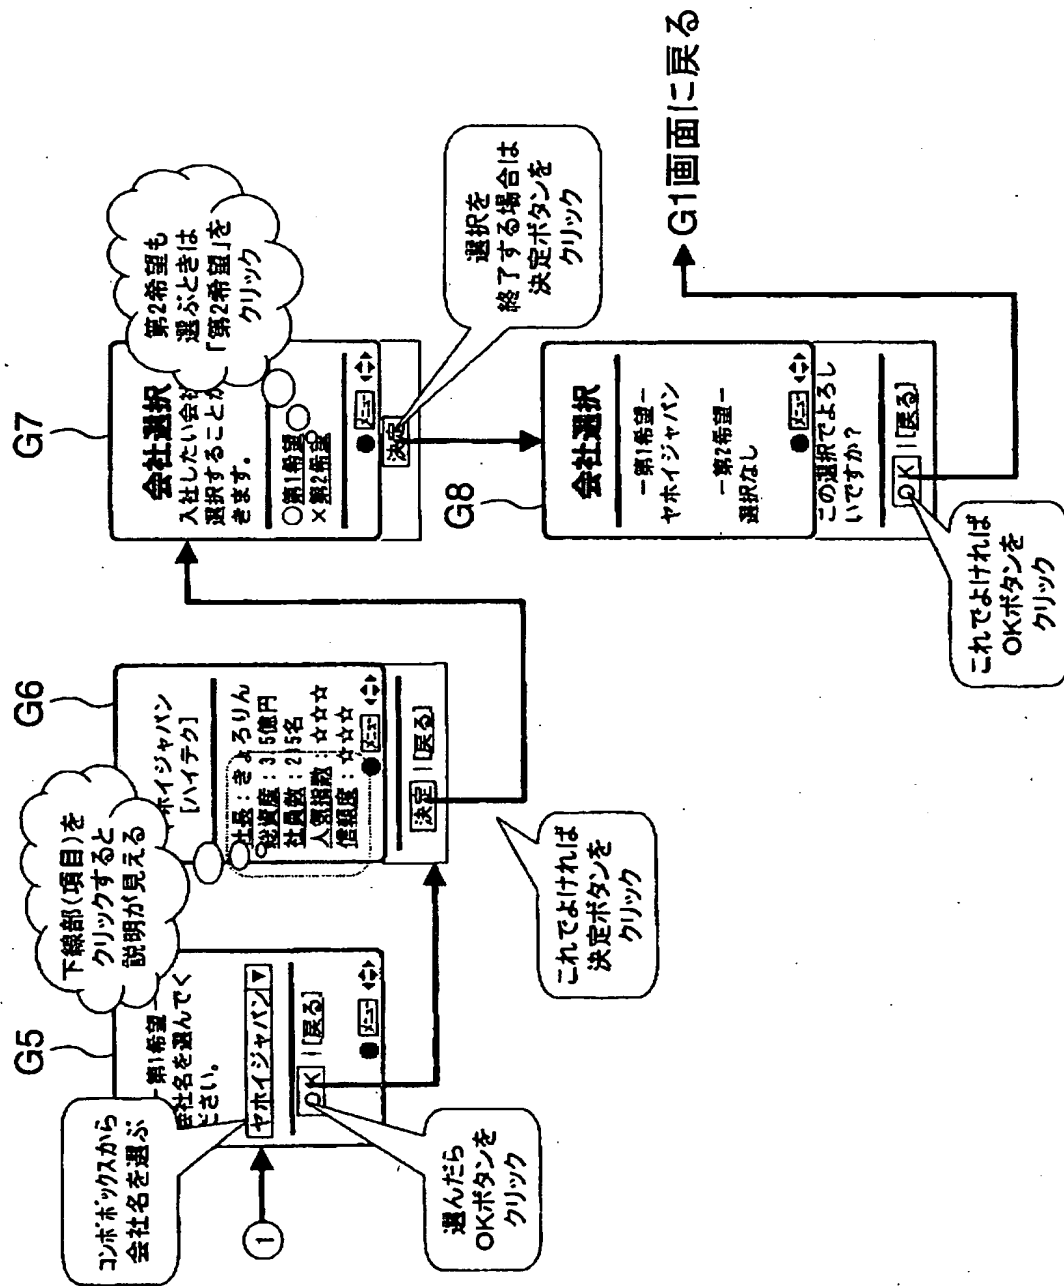 G5
コンボボックスから
会社名を選ぶ
①
−第1希望−
会社名を選んでく
ださい。
ヤホイジャパン▼
OK | [戻る]
メニュー
選んだら
OKボタンを
クリック
G6
下線部(項目)を
クリックすると
説明が見える
ホイジャパン
[ハイテク]
社長：きょろりん
総資産：3 5億円
社員数：2 5名
人気指数：☆☆☆
信頼度：☆☆☆
メニュー
決定 | [戻る]
これでよければ
決定ボタンを
クリック
G7
第2希望も
選ぶときは
「第2希望」を
クリック
会社選択
入社したい会社
選択することが
きます。
○第1希望
×第2希望
メニュー
決定
選択を
終了する場合は
決定ボタンを
クリック
G8
会社選択
−第1希望−
ヤホイジャパン
−第2希望−
選択なし
メニュー
この選択でよろし
いですか？
OK | [戻る]
これでよければ
OKボタンを
クリック
G1画面に戻る